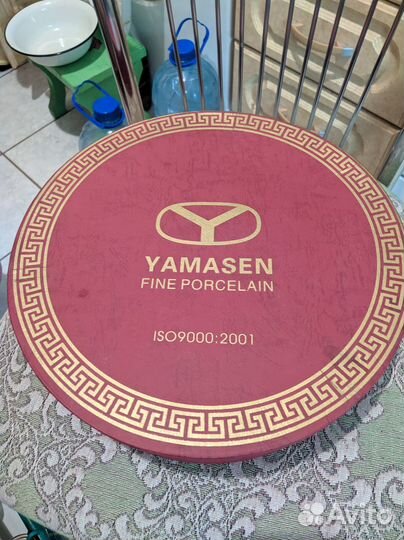 YAMASEN
FINE PORCELAIN
ISO9000:2001
Avito